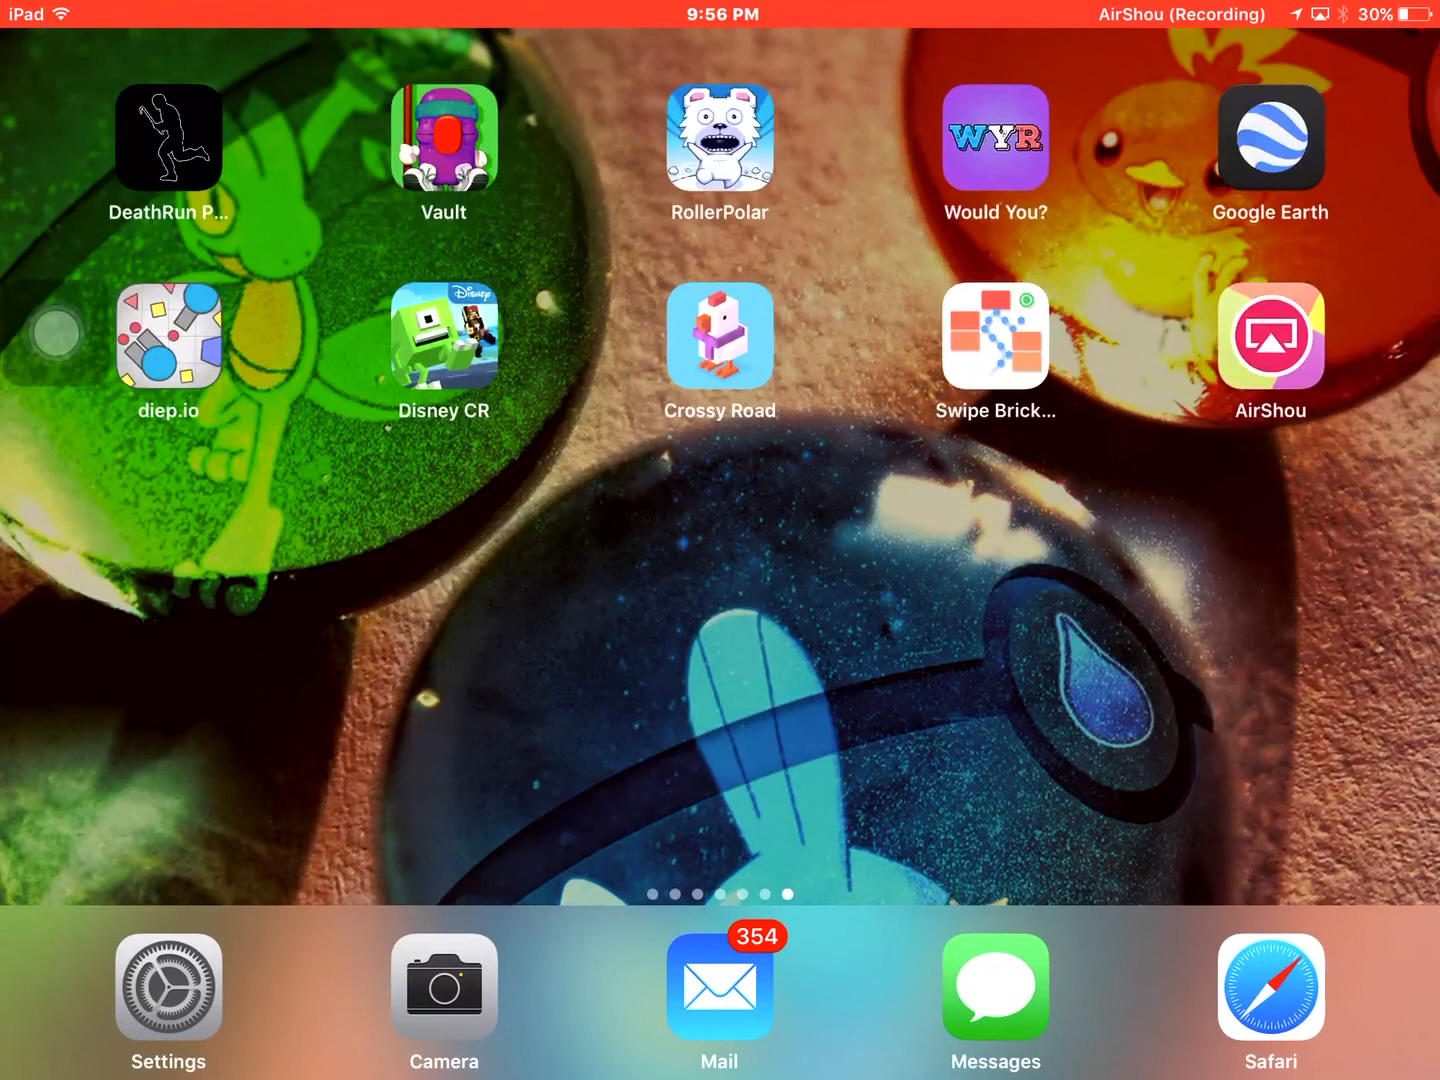 iPad 9:56 PM AirShou (Recording) 30%
WYR
DeathRun P... Vault RollerPolar Would You? Google Earth
Disney
diep.io Disney CR Crossy Road Swipe Brick... AirShou
354
Settings Camera Mail Messages Safari